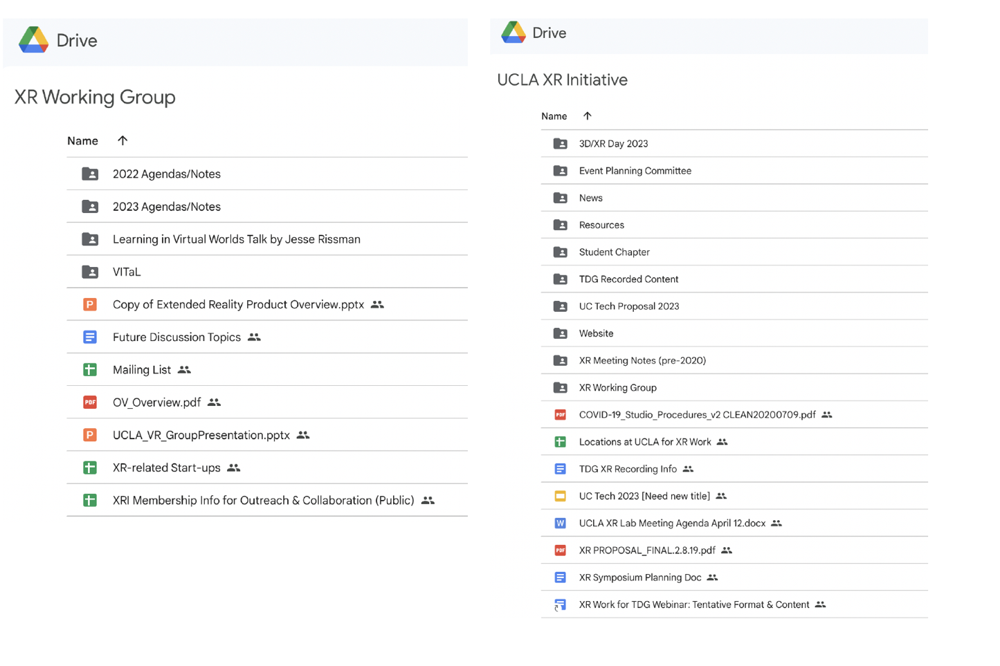 Drive
XR Working Group
Name
2022 Agendas/Notes
2023 Agendas/Notes
Learning in Virtual Worlds Talk by Jesse Rissman
VITaL
P Copy of Extended Reality Product Overview.pptx
Future Discussion Topics
Mailing List
PDF OV_Overview.pdf
P UCLA_VR_GroupPresentation.pptx
XR-related Start-ups
XRI Membership Info for Outreach & Collaboration (Public)
Drive
UCLA XR Initiative
Name
3D/XR Day 2023
Event Planning Committee
News
Resources
Student Chapter
TDG Recorded Content
UC Tech Proposal 2023
Website
XR Meeting Notes (pre-2020)
XR Working Group
PDF COVID-19_Studio_Procedures_v2 CLEAN20200709.pdf
Locations at UCLA for XR Work
TDG XR Recording Info
UC Tech 2023 [Need new title]
W UCLA XR Lab Meeting Agenda April 12.docx
PDF XR PROPOSAL_FINAL.2.8.19.pdf
XR Symposium Planning Doc
XR Work for TDG Webinar: Tentative Format & Content